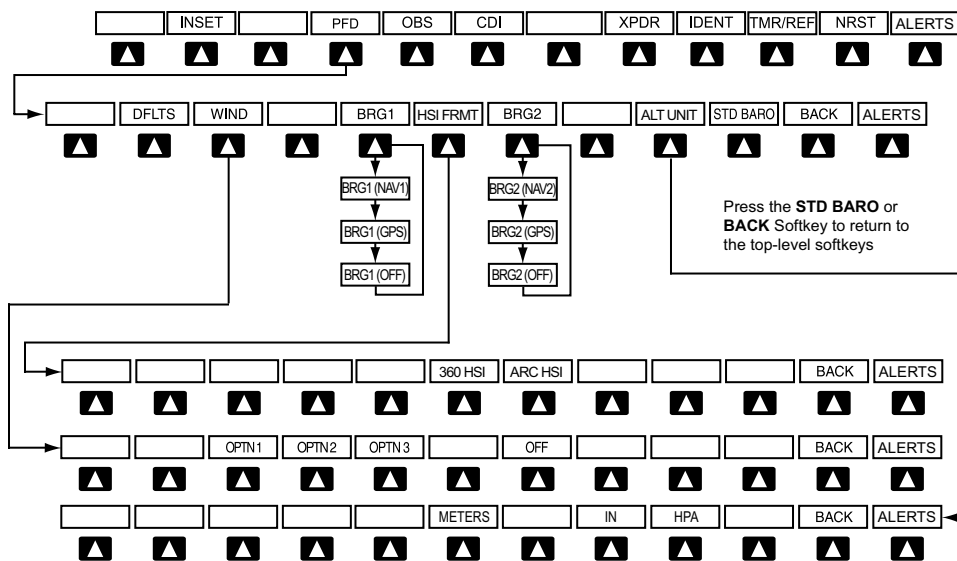 INSET PFD OBS CDI XPDR IDENT TMR/REF NRST ALERTS
DFLTS WIND BRG1 HSI FRMT BRG2 ALT UNIT STD BARO BACK ALERTS
BRG1 (NAV1) BRG2 (NAV2)
BRG1 (GPS) BRG2 (GPS)
BRG1 (OFF) BRG2 (OFF)
Press the STD BARO or
BACK Softkey to return to
the top-level softkeys
360 HSI ARC HSI BACK ALERTS
OPTN 1 OPTN 2 OPTN 3 OFF BACK ALERTS
METERS IN HPA BACK ALERTS